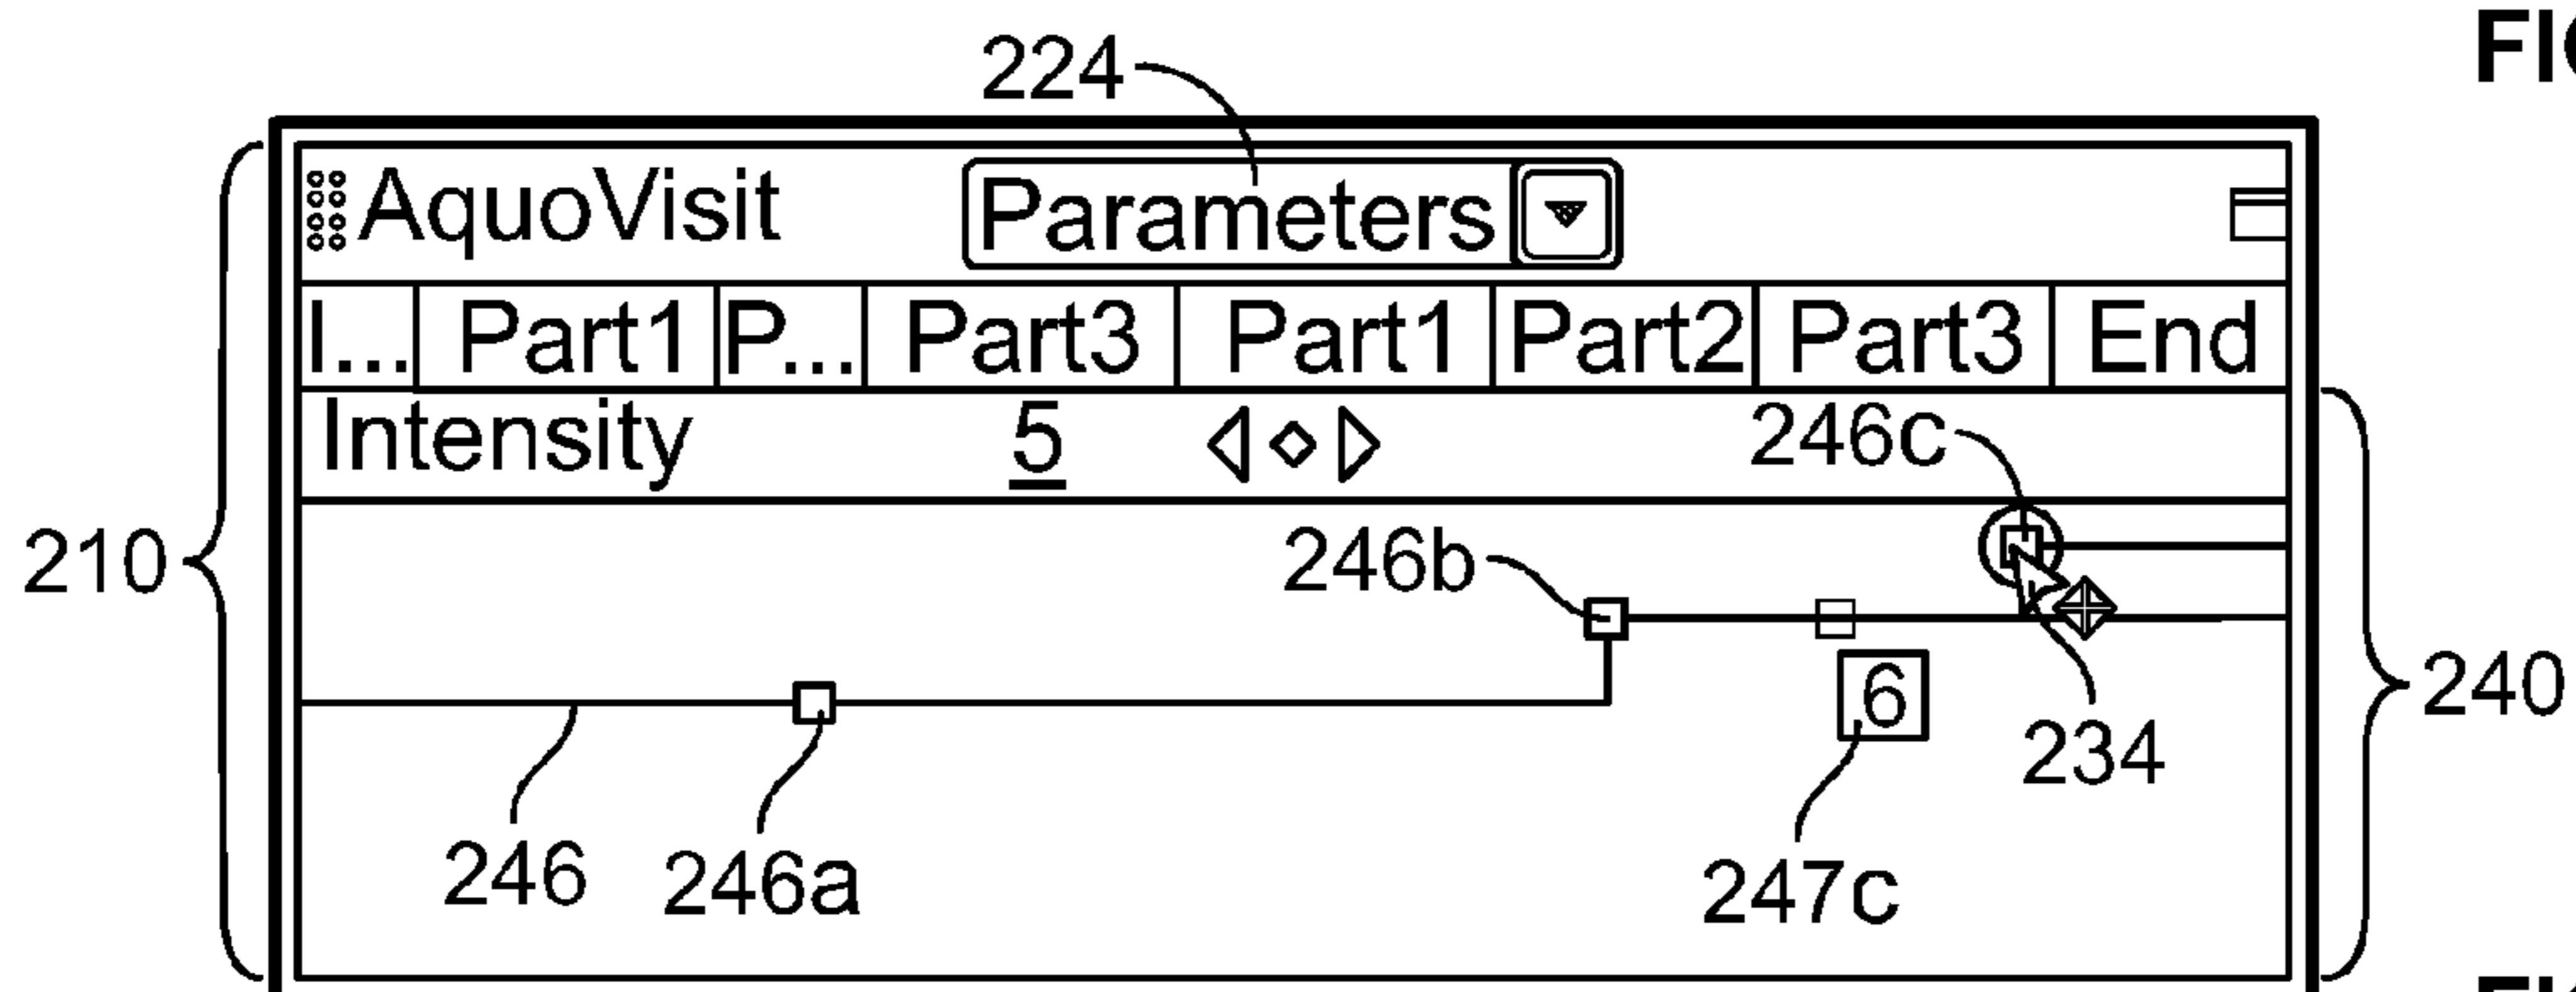 FI
224
AquoVisit Parameters
I... Part1 P... Part3 Part1 Part2 Part3 End
Intensity 5 246c
210 246b
6 240
234
246 246a 247c